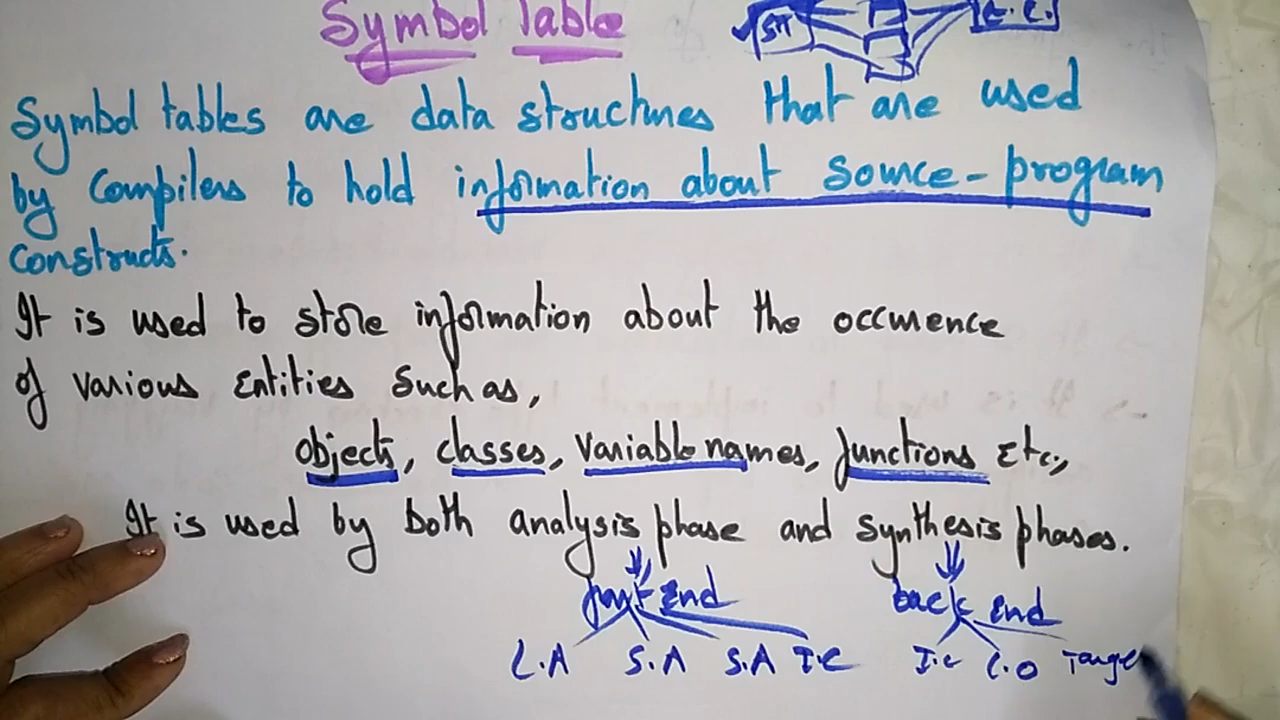 Symbol Table
ST
E.C.
Symbol tables are data structures that are used
by Compilers to hold information about source-program
constructs.
It is used to store information about the occurence
of various Entities such as,
objects, classes, variable names, functions Etc.,
It is used by both analysis phase and synthesis phases.
front End back End
L.A S.A S.A I.C I.C C.O Targe